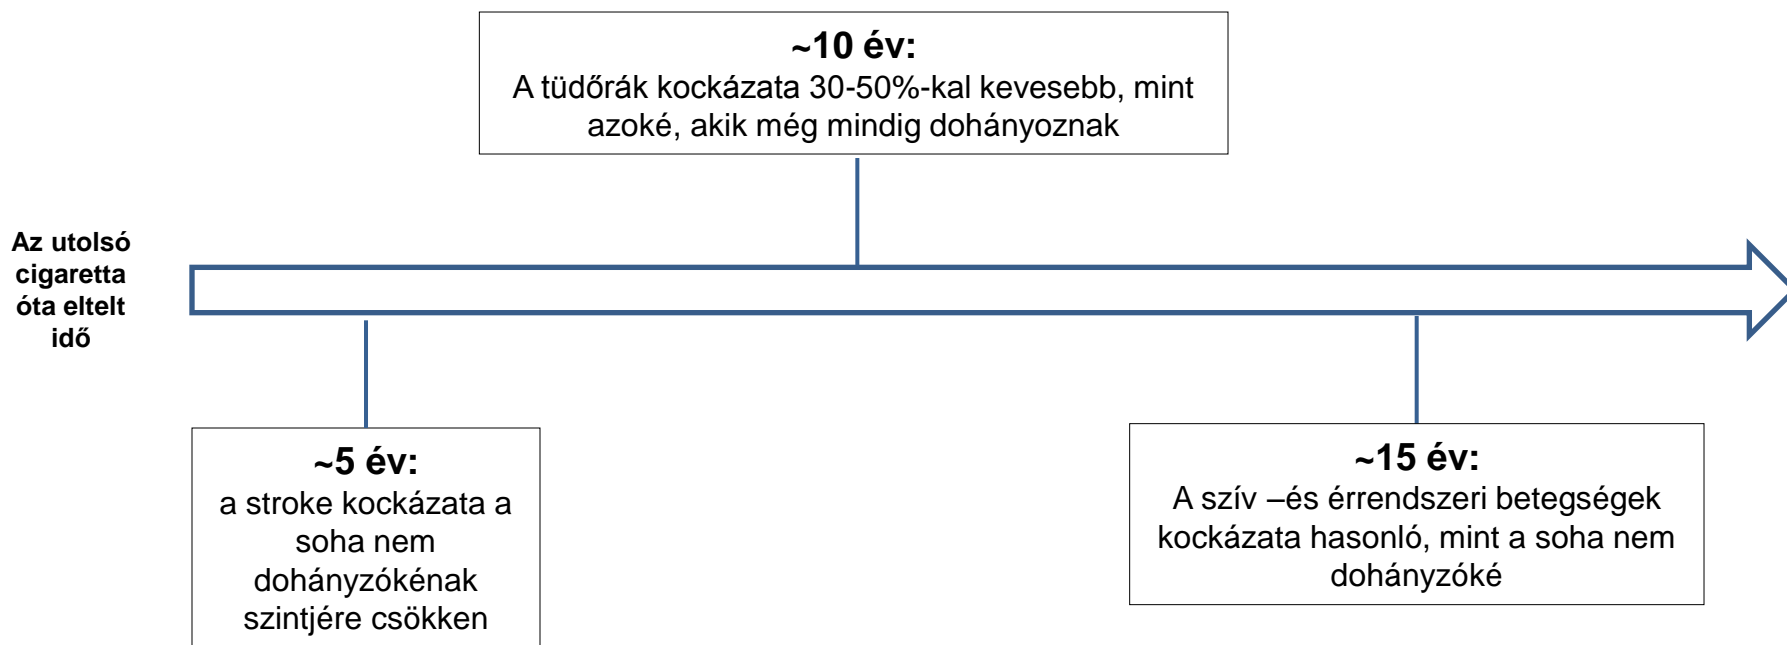 ~10 év:
A tüdőrák kockázata 30-50%-kal kevesebb, mint
azoké, akik még mindig dohányoznak
Az utolsó
cigaretta
óta eltelt
idő
~5 év:
a stroke kockázata a
soha nem
dohányzókénak
szintjére csökken
~15 év:
A szív –és érrendszeri betegségek
kockázata hasonló, mint a soha nem
dohányzóké